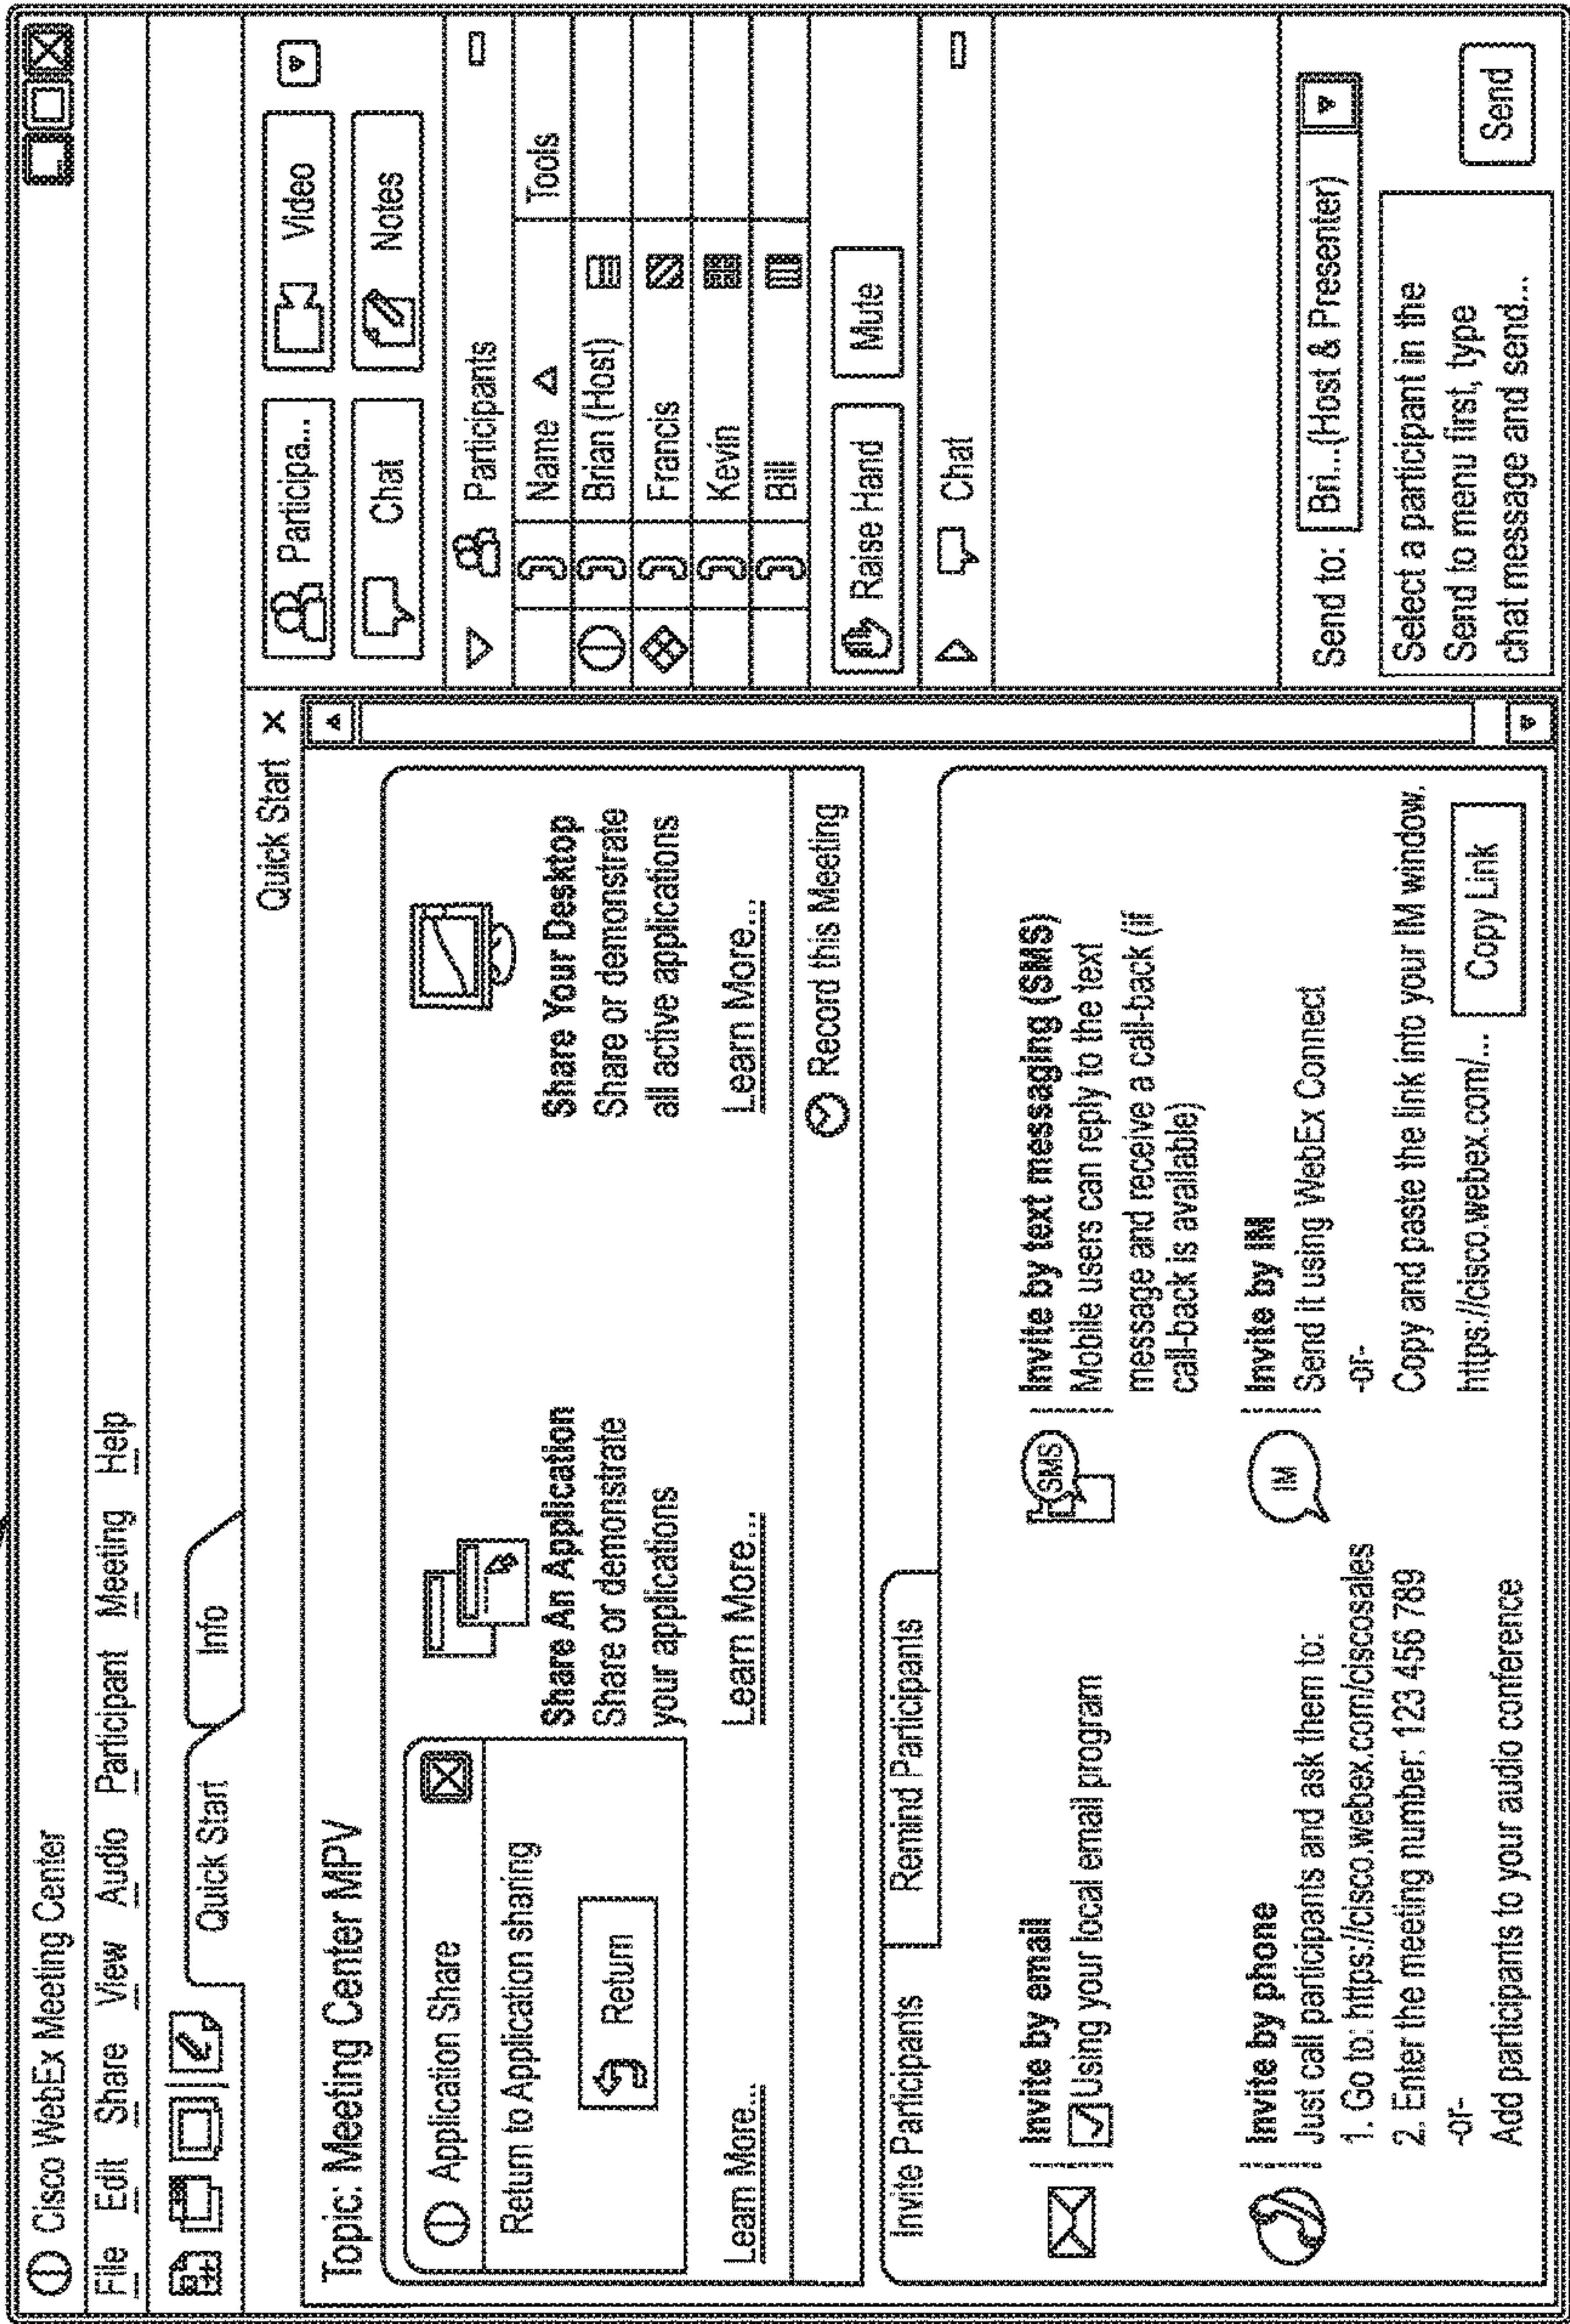 Cisco WebEx Meeting Center
File Edit Share View Audio Participant Meeting Help
Quick Start
Info
Quick Start X
Topic: Meeting Center MPV
Application Share
Return to Application sharing
Return
Learn More...
Share An Application
Share or demonstrate
your applications
Learn More...
Share Your Desktop
Share or demonstrate
all active applications
Learn More...
Record this Meeting
Invite Participants
Remind Participants
Invite by email
Using your local email program
Invite by phone
Just call participants and ask them to:
1. Go to: https://cisco.webex.com/ciscosales
2. Enter the meeting number: 123 456 789
-or-
Add participants to your audio conference
SMS
Invite by text messaging (SMS)
Mobile users can reply to the text
message and receive a call-back (if
call-back is available)
IM
Invite by IM
Send it using WebEx Connect
-or-
Copy and paste the link into your IM window.
https://cisco.webex.com/...
Copy Link
Participa...
Video
Chat
Notes
Participants
Name
Tools
Brian (Host)
Francis
Kevin
Bill
Raise Hand
Mute
Chat
Send to:
Bri...(Host & Presenter)
Select a participant in the
Send to menu first, type
chat message and send...
Send